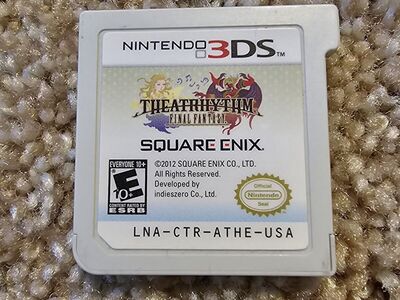 NINTENDO 3DS™
THEATRHYTHM
FINAL FANTASY
SQUARE ENIX
EVERYONE 10+
E 10+
CONTENT RATED BY
ESRB
©2012 SQUARE ENIX CO., LTD.
All Rights Reserved.
Developed by
indieszero Co., Ltd.
Official
Nintendo
Seal
LNA-CTR-ATHE-USA